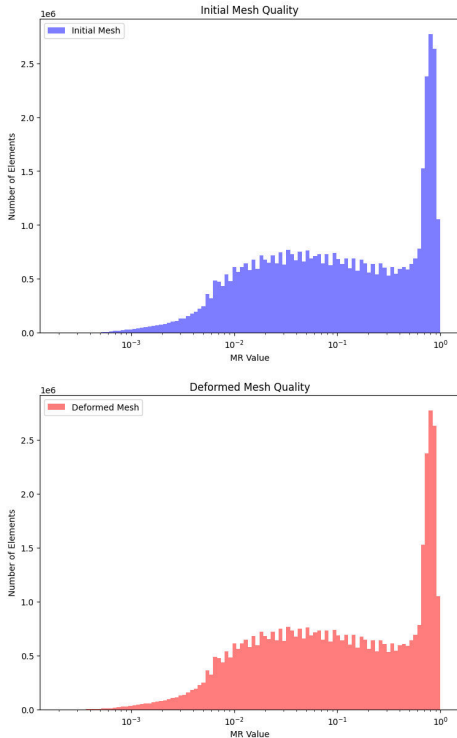 Initial Mesh Quality
1e6
Initial Mesh
2.5
2.0
1.5
1.0
0.5
0.0
Number of Elements
10⁻³
10⁻²
10⁻¹
10⁰
MR Value
Deformed Mesh Quality
1e6
Deformed Mesh
2.5
2.0
1.5
1.0
0.5
0.0
Number of Elements
10⁻³
10⁻²
10⁻¹
10⁰
MR Value